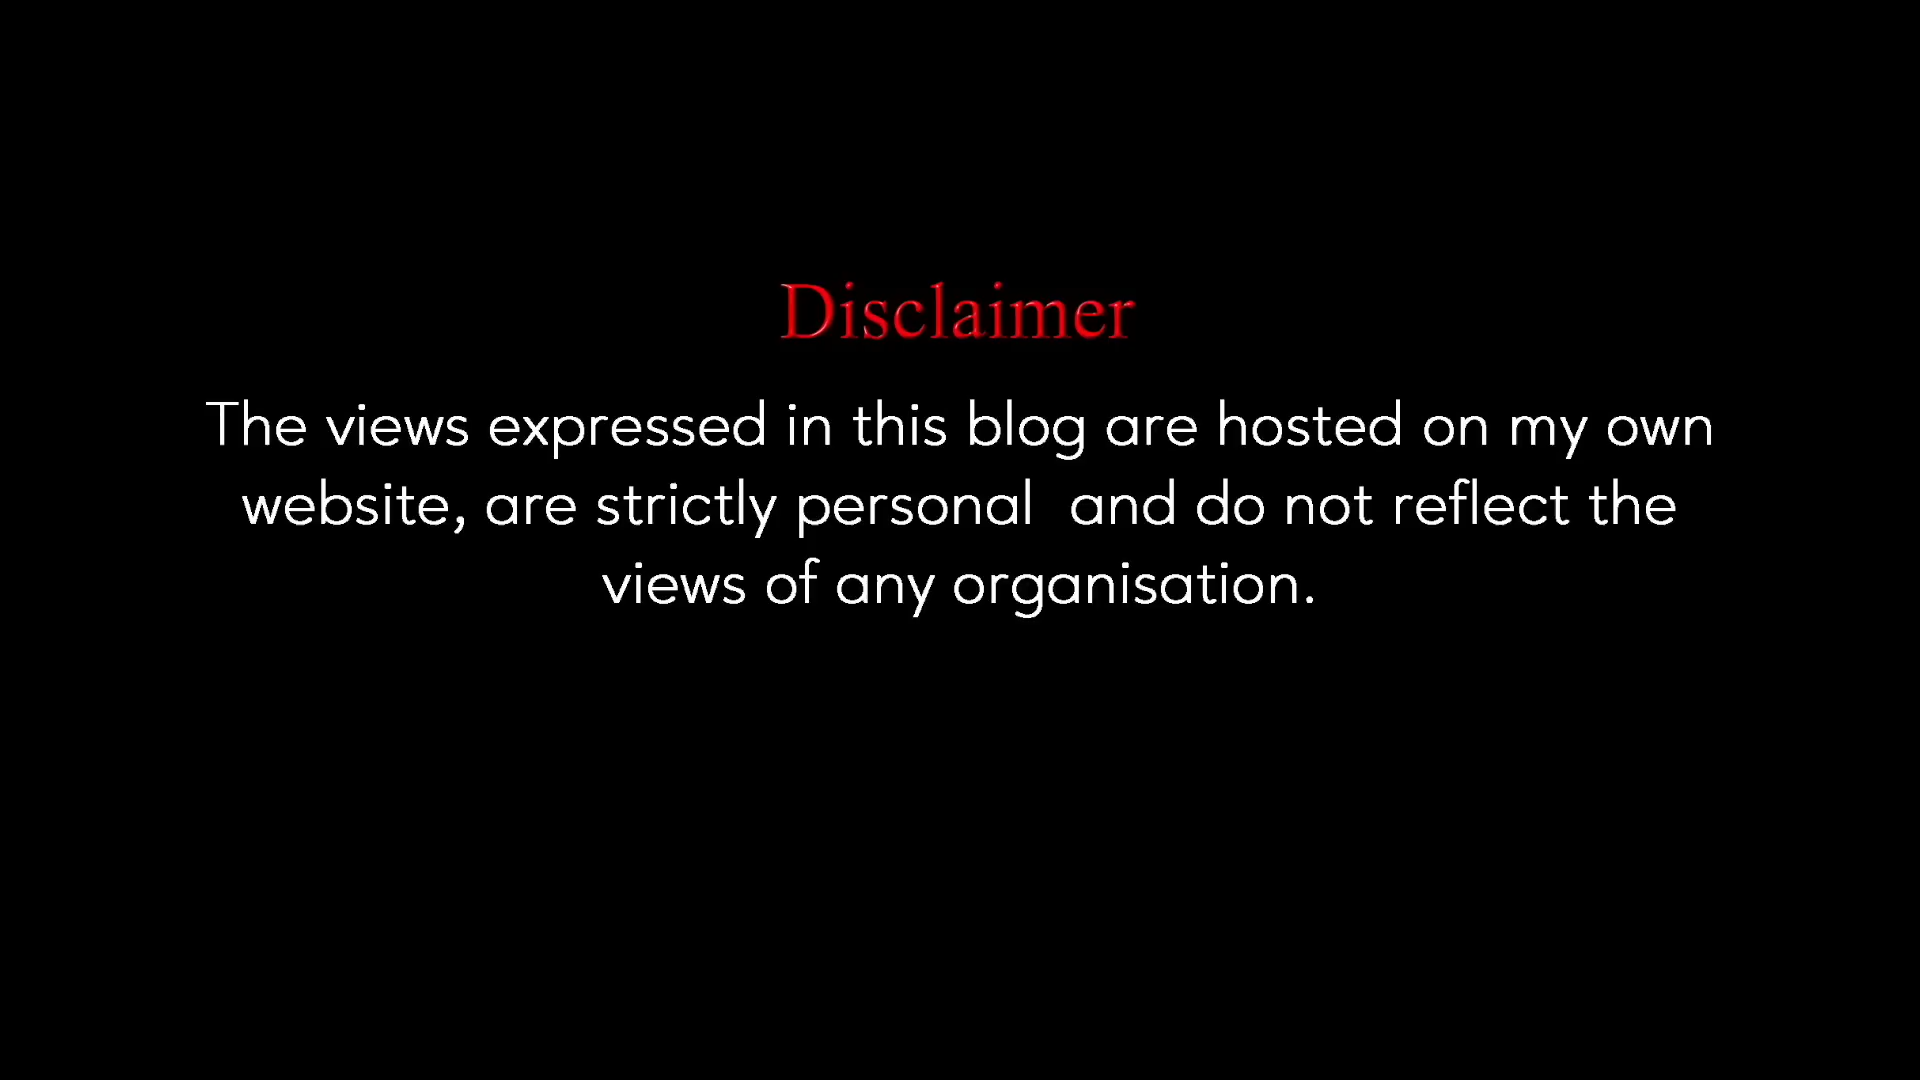 Disclaimer
The views expressed in this blog are hosted on my own
website, are strictly personal  and do not reflect the
views of any organisation.